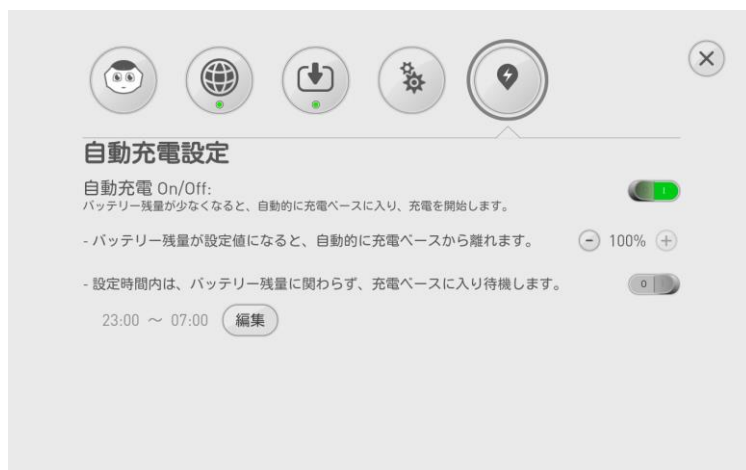 自動充電設定
自動充電 On/Off:
バッテリー残量が少なくなると、自動的に充電ベースに入り、充電を開始します。
- バッテリー残量が設定値になると、自動的に充電ベースから離れます。 - 100% +
- 設定時間内は、バッテリー残量に関わらず、充電ベースに入り待機します。
23:00 ～ 07:00 編集